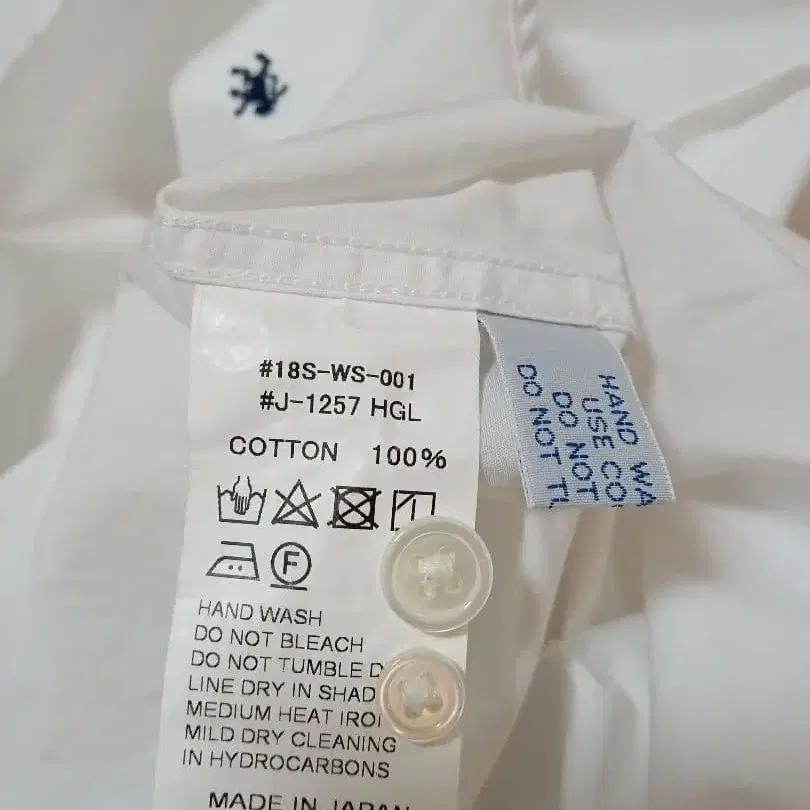 #18S-WS-001
#J-1257 HGL
COTTON 100%
F
HAND WASH
DO NOT BLEACH
DO NOT TUMBLE D
LINE DRY IN SHAD
MEDIUM HEAT IRO
MILD DRY CLEANING
IN HYDROCARBONS
MADE IN JAPAN
HAND WA
USE CO
DO NOT
DO NOT T